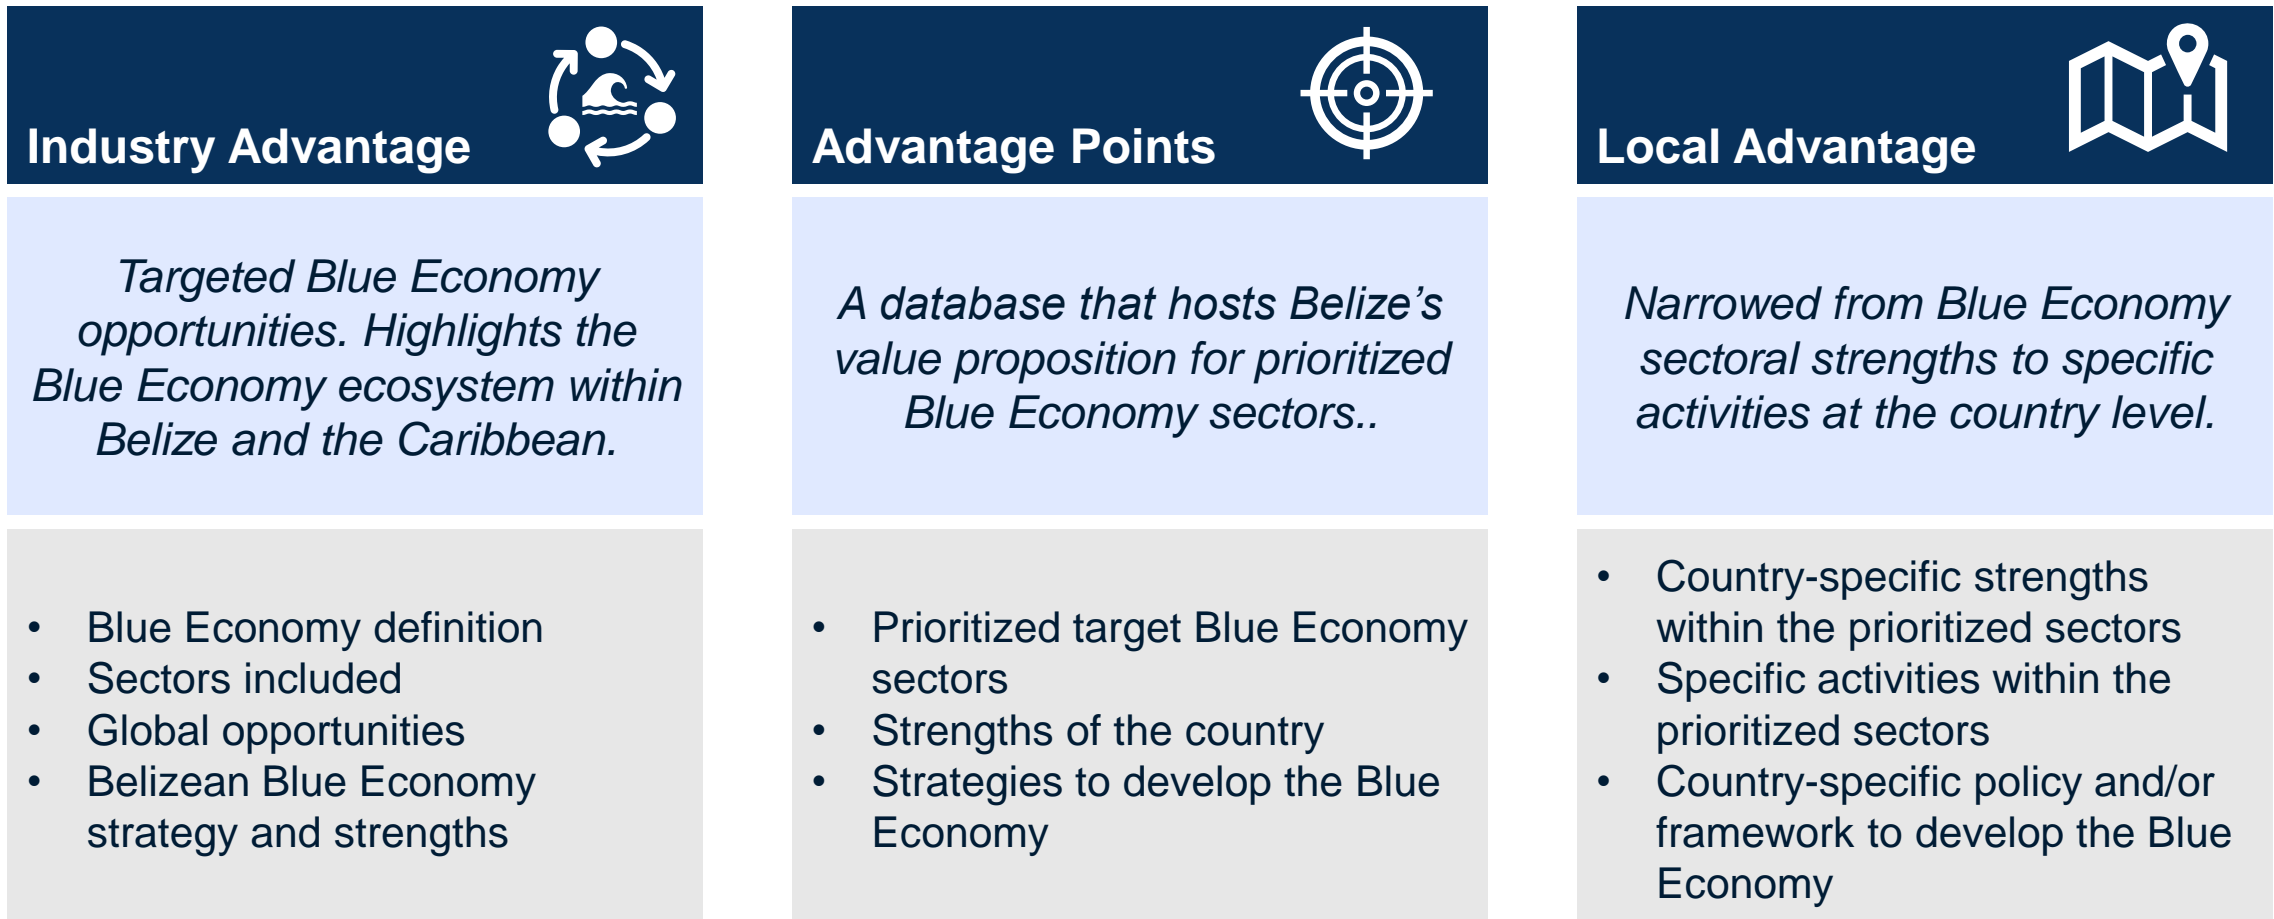 Industry Advantage
Targeted Blue Economy
opportunities. Highlights the
Blue Economy ecosystem within
Belize and the Caribbean.
• Blue Economy definition
• Sectors included
• Global opportunities
• Belizean Blue Economy
strategy and strengths
Advantage Points
A database that hosts Belize’s
value proposition for prioritized
Blue Economy sectors..
• Prioritized target Blue Economy
sectors
• Strengths of the country
• Strategies to develop the Blue
Economy
Local Advantage
Narrowed from Blue Economy
sectoral strengths to specific
activities at the country level.
• Country-specific strengths
within the prioritized sectors
• Specific activities within the
prioritized sectors
• Country-specific policy and/or
framework to develop the Blue
Economy